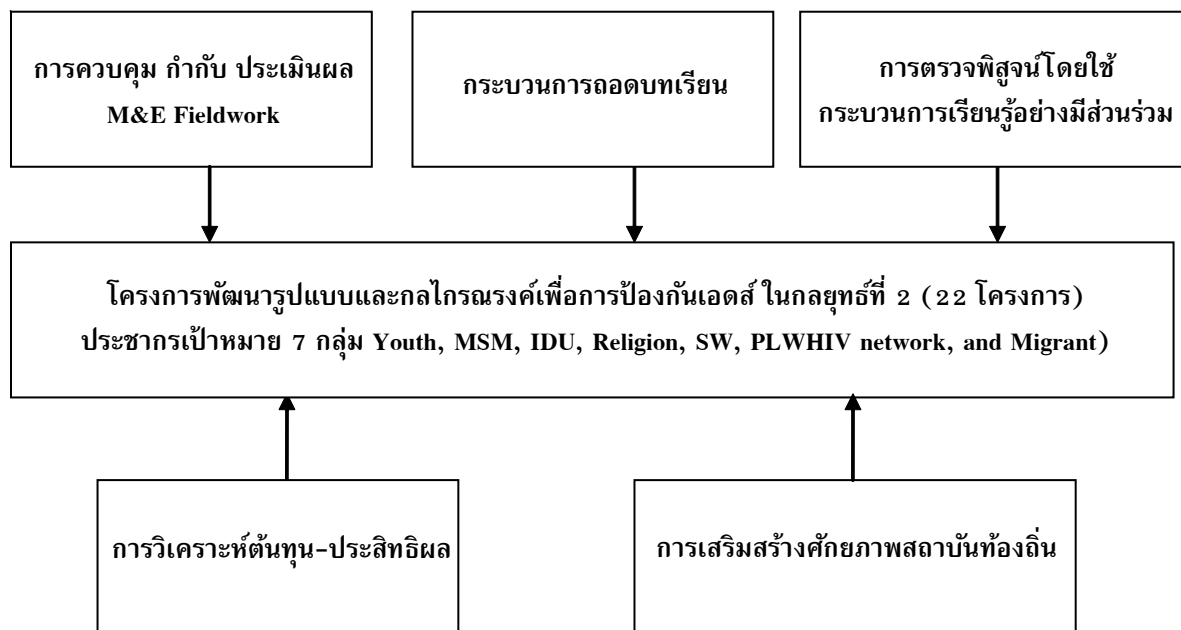 การควบคุม กำกับ ประเมินผล
M&E Fieldwork
กระบวนการถอดบทเรียน
การตรวจพิสูจน์โดยใช้
กระบวนการเรียนรู้อย่างมีส่วนร่วม
โครงการพัฒนารูปแบบและกลไกรณรงค์เพื่อการป้องกันเอดส์ ในกลยุทธ์ที่ 2 (22 โครงการ)
ประชากรเป้าหมาย 7 กลุ่ม Youth, MSM, IDU, Religion, SW, PLWHIV network, and Migrant)
การวิเคราะห์ต้นทุน-ประสิทธิผล
การเสริมสร้างศักยภาพสถาบันท้องถิ่น